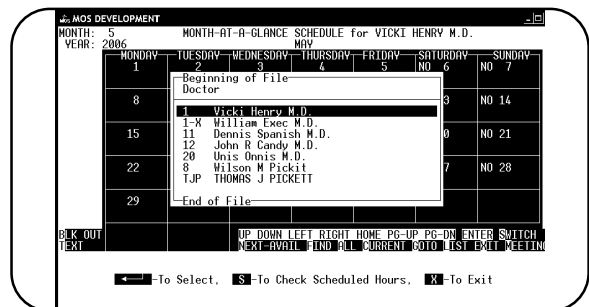 MOS DEVELOPMENT
MONTH: 5 MONTH-AT-A-GLANCE SCHEDULE for VICKI HENRY M.D.
YEAR: 2006 MAY
MONDAY TUESDAY WEDNESDAY THURSDAY FRIDAY SATURDAY SUNDAY
1 2 3 4 5 NO 6 NO 7
Beginning of File
Doctor
1 Vicki Henry M.D.
8 1-X William Exec M.D. 3 NO 14
11 Dennis Spanish M.D.
15 12 John R Candy M.D. 0 NO 21
20 Unis Onnis M.D.
22 8 Wilson M Pickit 7 NO 28
TJP THOMAS J PICKETT
29 End of File
BLK OUT UP DOWN LEFT RIGHT HOME PG-UP PG-DN ENTER SWITCH
TEXT NEXT-AVAIL FIND ALL CURRENT GOTO LIST EXIT MEETING
-To Select, S -To Check Scheduled Hours, X -To Exit